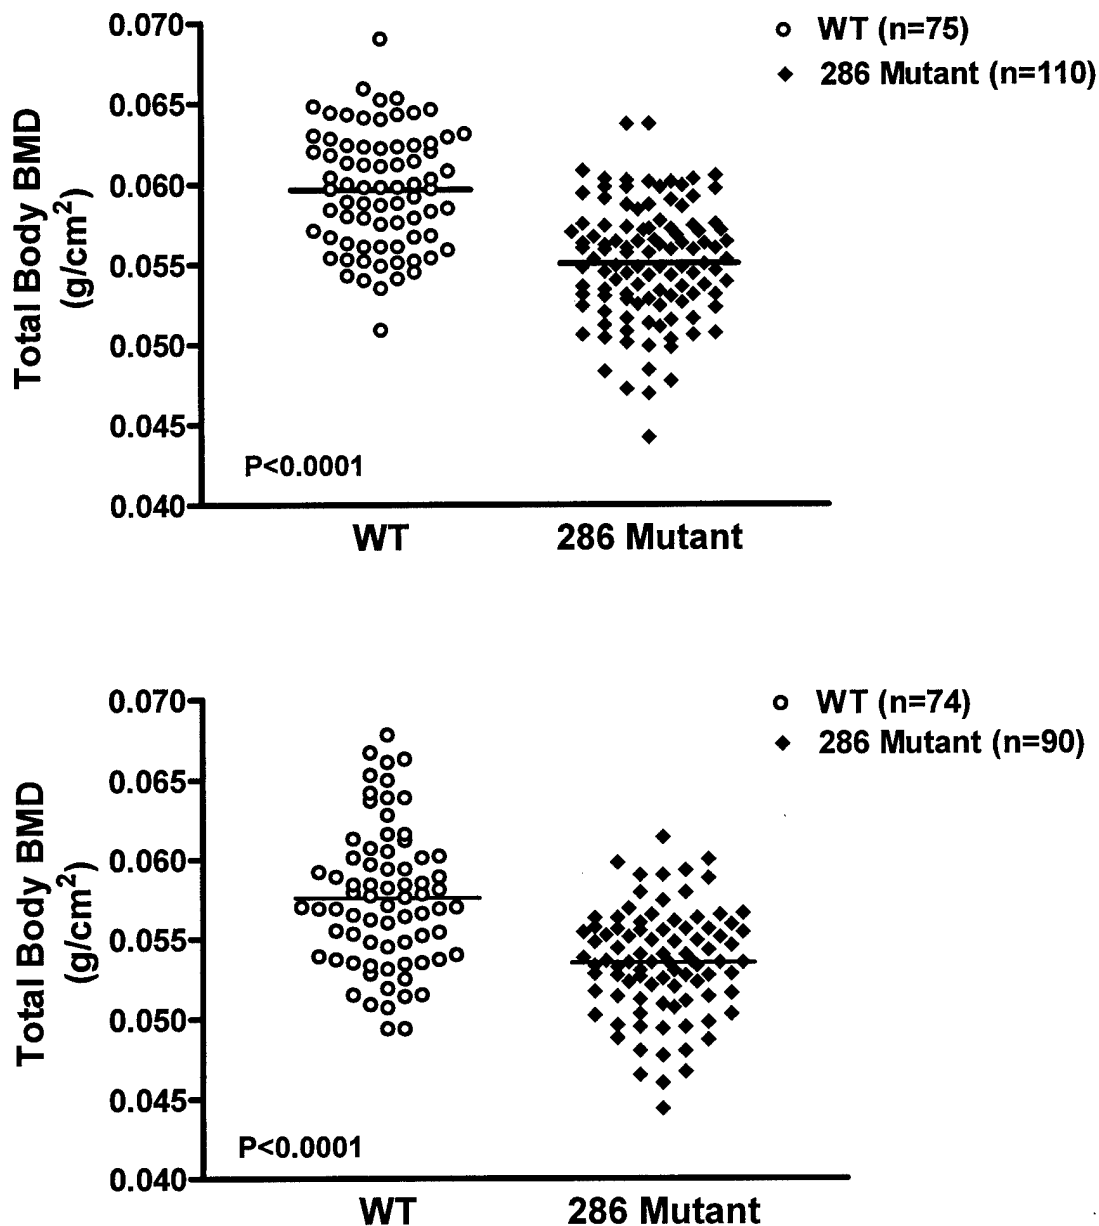 WT (n=75)
286 Mutant (n=110)
Total Body BMD
(g/cm²)
0.070
0.065
0.060
0.055
0.050
0.045
0.040
P<0.0001
WT
286 Mutant
WT (n=74)
286 Mutant (n=90)
Total Body BMD
(g/cm²)
0.070
0.065
0.060
0.055
0.050
0.045
0.040
P<0.0001
WT
286 Mutant